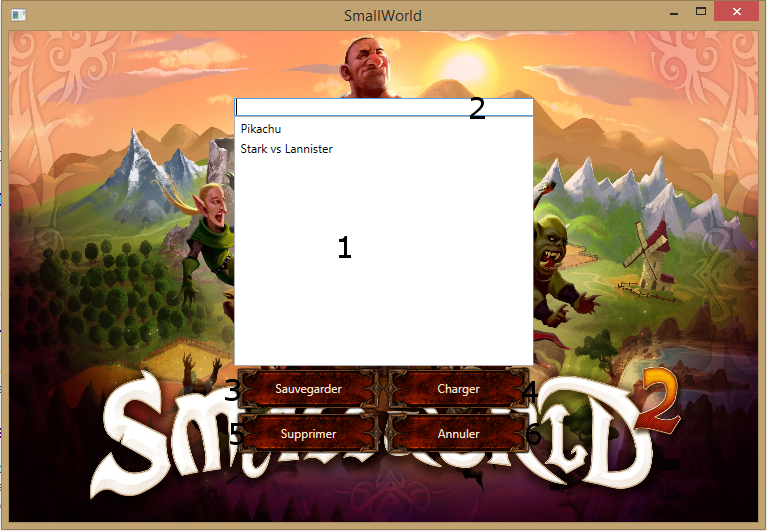 SmallWorld
2
Pikachu
Stark vs Lannister
1
3 Sauvegarder Charger 4
5 Supprimer Annuler 6
SMALLWORLD 2